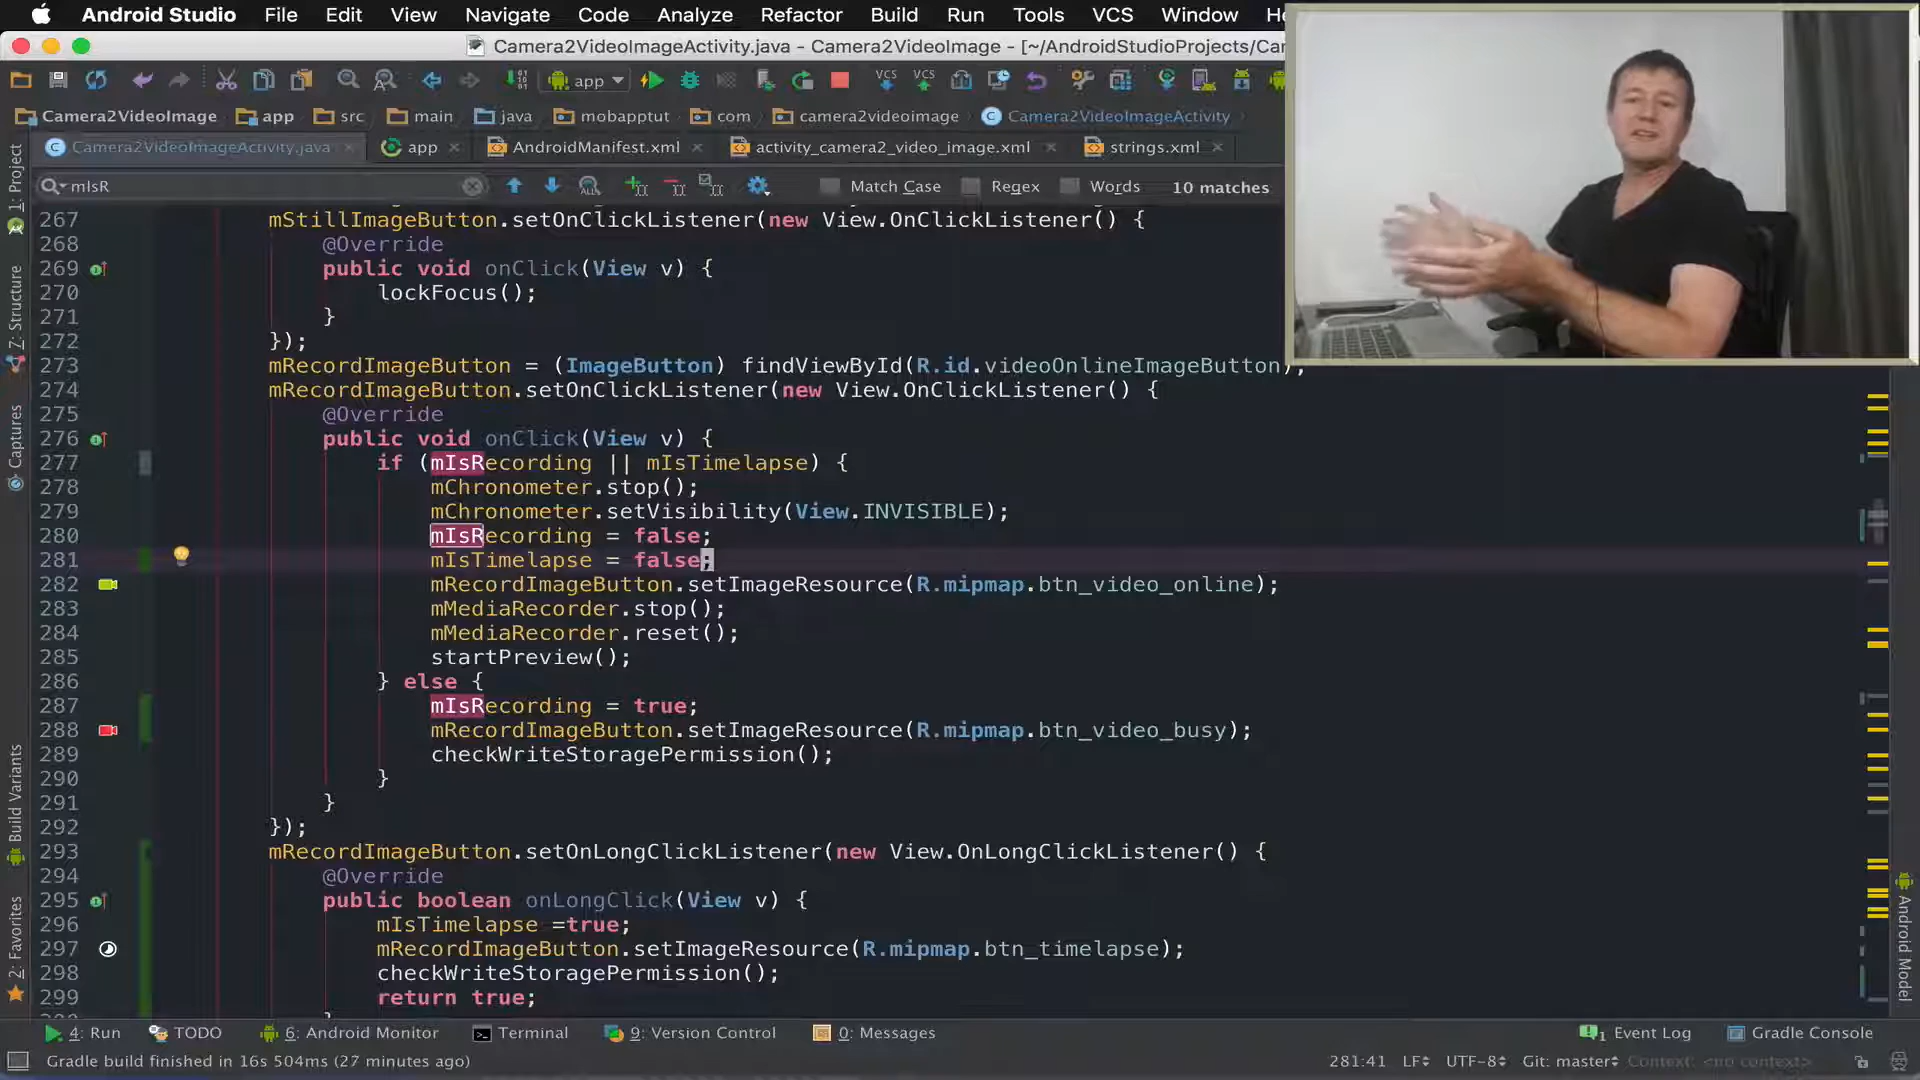 Android Studio File Edit View Navigate Code Analyze Refactor Build Run Tools VCS Window
Camera2VideoImageActivity.java - Camera2VideoImage - [~/AndroidStudioProjects/Ca
app
VCS VCS
Camera2VideoImage app src main java mobapptut com camera2videoimage Camera2VideoImageActivity
Camera2VideoImageActivity.java app AndroidManifest.xml activity_camera2_video_image.xml strings.xml
mIsR Match Case Regex Words 10 matches
267 mStillImageButton.setOnClickListener(new View.OnClickListener() {
268 @Override
269 public void onClick(View v) {
270 lockFocus();
271 }
272 });
273 mRecordImageButton = (ImageButton) findViewById(R.id.videoOnlineImageButton);
274 mRecordImageButton.setOnClickListener(new View.OnClickListener() {
275 @Override
276 public void onClick(View v) {
277 if (mIsRecording || mIsTimelapse) {
278 mChronometer.stop();
279 mChronometer.setVisibility(View.INVISIBLE);
280 mIsRecording = false;
281 mIsTimelapse = false;
282 mRecordImageButton.setImageResource(R.mipmap.btn_video_online);
283 mMediaRecorder.stop();
284 mMediaRecorder.reset();
285 startPreview();
286 } else {
287 mIsRecording = true;
288 mRecordImageButton.setImageResource(R.mipmap.btn_video_busy);
289 checkWriteStoragePermission();
290 }
291 }
292 });
293 mRecordImageButton.setOnLongClickListener(new View.OnLongClickListener() {
294 @Override
295 public boolean onLongClick(View v) {
296 mIsTimelapse =true;
297 mRecordImageButton.setImageResource(R.mipmap.btn_timelapse);
298 checkWriteStoragePermission();
299 return true;
1: Project
7: Structure
Captures
Build Variants
2: Favorites
Android Model
4: Run TODO 6: Android Monitor Terminal 9: Version Control 0: Messages Event Log Gradle Console
Gradle build finished in 16s 504ms (27 minutes ago) 281:41 LF UTF-8 Git: master Context: <no context>